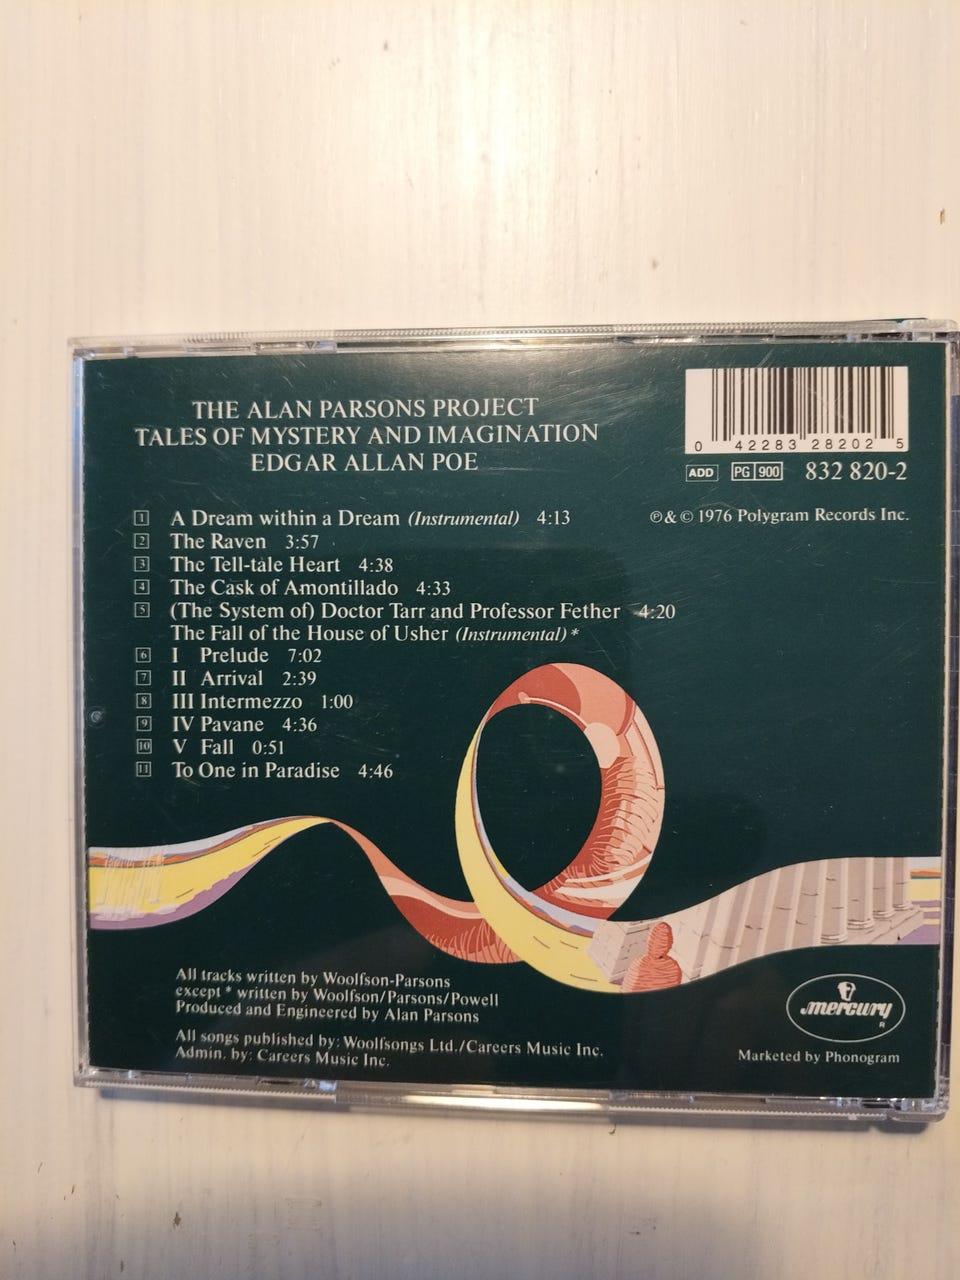 THE ALAN PARSONS PROJECT
TALES OF MYSTERY AND IMAGINATION
EDGAR ALLAN POE
0 42283 28202 5
ADD PG 900 832 820-2
℗ & © 1976 Polygram Records Inc.
1 A Dream within a Dream (Instrumental) 4:13
2 The Raven 3:57
3 The Tell-tale Heart 4:38
4 The Cask of Amontillado 4:33
5 (The System of) Doctor Tarr and Professor Fether 4:20
The Fall of the House of Usher (Instrumental)*
6 I Prelude 7:02
7 II Arrival 2:39
8 III Intermezzo 1:00
9 IV Pavane 4:36
10 V Fall 0:51
11 To One in Paradise 4:46
All tracks written by Woolfson-Parsons
except * written by Woolfson/Parsons/Powell
Produced and Engineered by Alan Parsons
All songs published by: Woolfsongs Ltd./Careers Music Inc.
Admin. by: Careers Music Inc.
mercury
R
Marketed by Phonogram